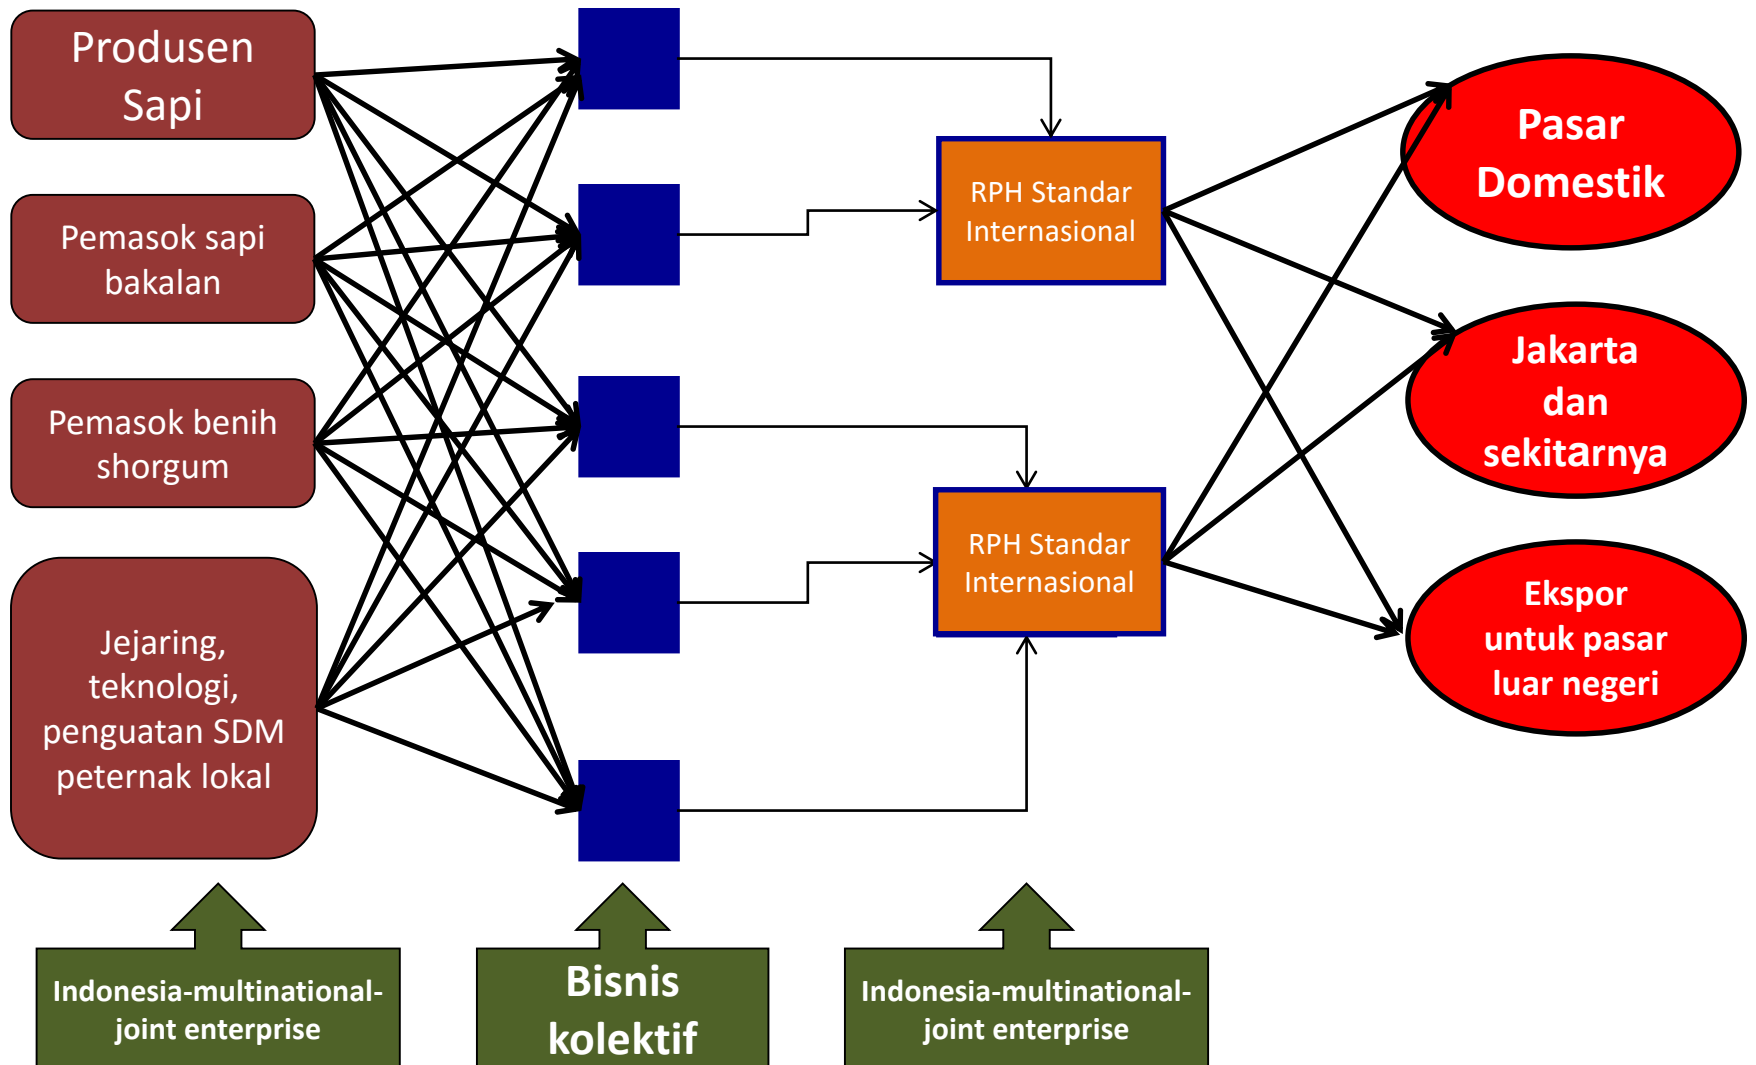 Produsen
Sapi
Pemasok sapi
bakalan
Pemasok benih
shorgum
Jejaring,
teknologi,
penguatan SDM
peternak lokal
RPH Standar
Internasional
RPH Standar
Internasional
Pasar
Domestik
Jakarta
dan
sekitarnya
Ekspor
untuk pasar
luar negeri
Indonesia-multinational-
joint enterprise
Bisnis
kolektif
Indonesia-multinational-
joint enterprise